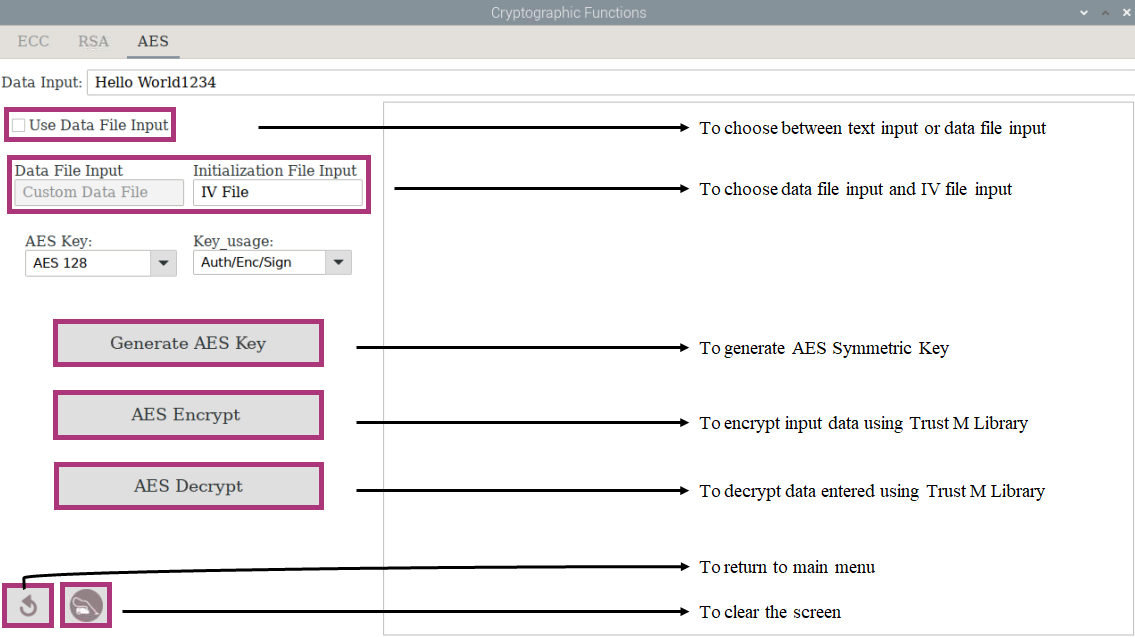 Cryptographic Functions
ECC RSA AES
Data Input: Hello World1234
Use Data File Input
To choose between text input or data file input
Data File Input Initialization File Input
Custom Data File IV File
To choose data file input and IV file input
AES Key: Key_usage:
AES 128 Auth/Enc/Sign
Generate AES Key
To generate AES Symmetric Key
AES Encrypt
To encrypt input data using Trust M Library
AES Decrypt
To decrypt data entered using Trust M Library
To return to main menu
To clear the screen